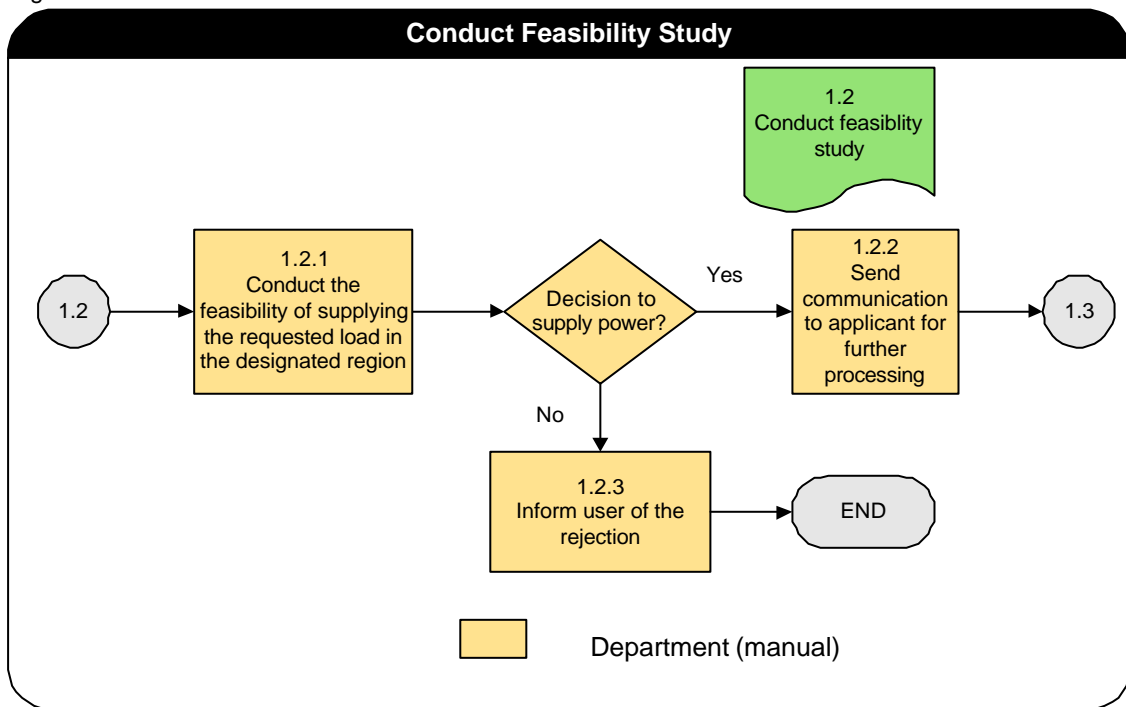 Conduct Feasibility Study
1.2
Conduct feasiblity
study
1.2
1.2.1
Conduct the
feasibility of supplying
the requested load in
the designated region
Decision to
supply power?
Yes
1.2.2
Send
communication
to applicant for
further
processing
1.3
No
1.2.3
Inform user of the
rejection
END
Department (manual)